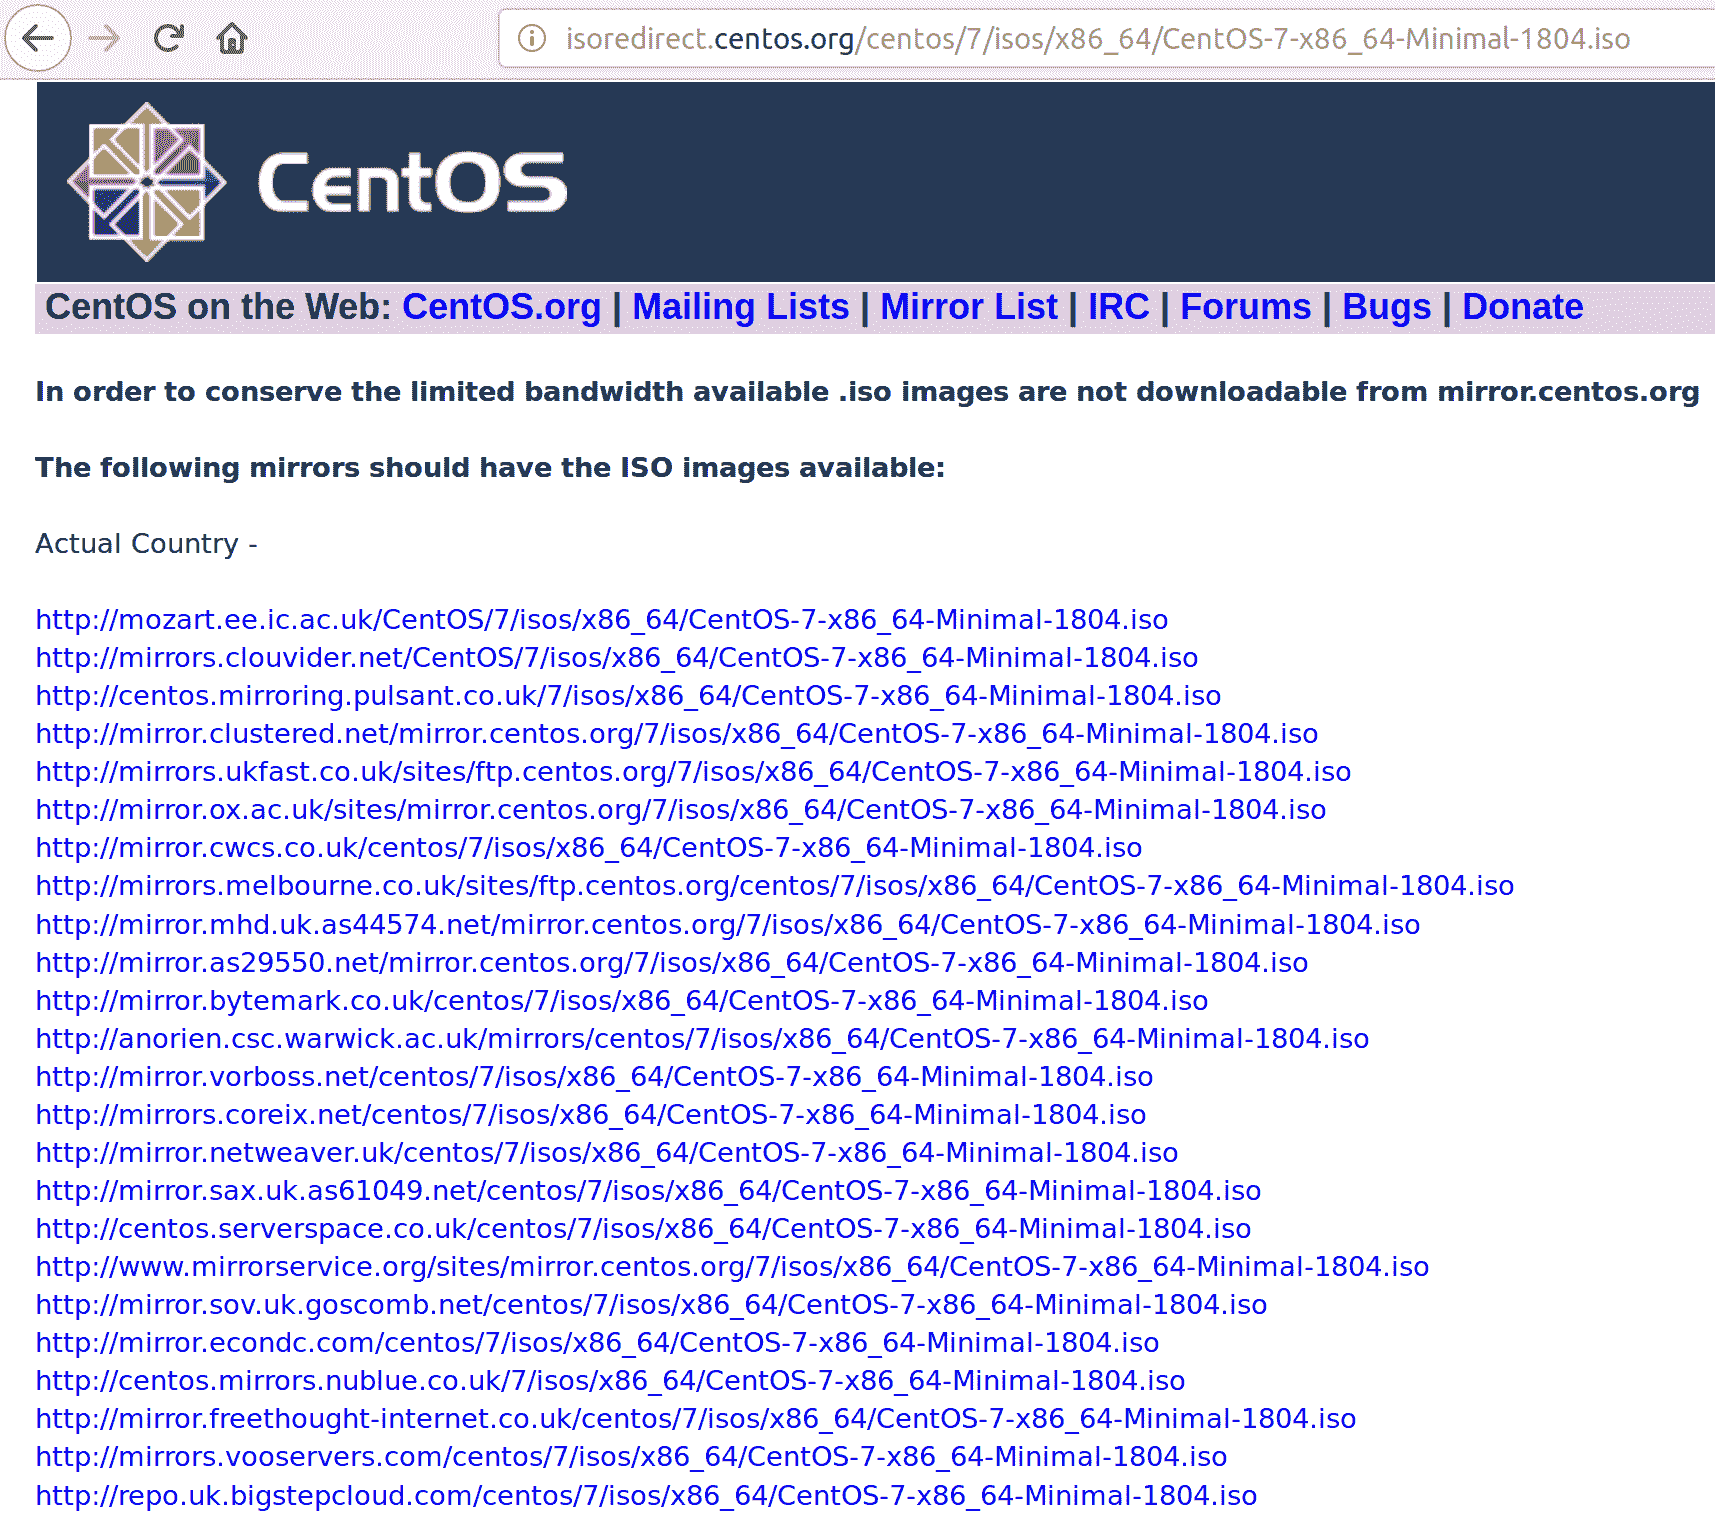 isoredirect.centos.org/centos/7/isos/x86_64/CentOS-7-x86_64-Minimal-1804.iso
CentOS
CentOS on the Web: CentOS.org | Mailing Lists | Mirror List | IRC | Forums | Bugs | Donate
In order to conserve the limited bandwidth available .iso images are not downloadable from mirror.centos.org
The following mirrors should have the ISO images available:
Actual Country -
http://mozart.ee.ic.ac.uk/CentOS/7/isos/x86_64/CentOS-7-x86_64-Minimal-1804.iso
http://mirrors.clouvider.net/CentOS/7/isos/x86_64/CentOS-7-x86_64-Minimal-1804.iso
http://centos.mirroring.pulsant.co.uk/7/isos/x86_64/CentOS-7-x86_64-Minimal-1804.iso
http://mirror.clustered.net/mirror.centos.org/7/isos/x86_64/CentOS-7-x86_64-Minimal-1804.iso
http://mirrors.ukfast.co.uk/sites/ftp.centos.org/7/isos/x86_64/CentOS-7-x86_64-Minimal-1804.iso
http://mirror.ox.ac.uk/sites/mirror.centos.org/7/isos/x86_64/CentOS-7-x86_64-Minimal-1804.iso
http://mirror.cwcs.co.uk/centos/7/isos/x86_64/CentOS-7-x86_64-Minimal-1804.iso
http://mirrors.melbourne.co.uk/sites/ftp.centos.org/centos/7/isos/x86_64/CentOS-7-x86_64-Minimal-1804.iso
http://mirror.mhd.uk.as44574.net/mirror.centos.org/7/isos/x86_64/CentOS-7-x86_64-Minimal-1804.iso
http://mirror.as29550.net/mirror.centos.org/7/isos/x86_64/CentOS-7-x86_64-Minimal-1804.iso
http://mirror.bytemark.co.uk/centos/7/isos/x86_64/CentOS-7-x86_64-Minimal-1804.iso
http://anorien.csc.warwick.ac.uk/mirrors/centos/7/isos/x86_64/CentOS-7-x86_64-Minimal-1804.iso
http://mirror.vorboss.net/centos/7/isos/x86_64/CentOS-7-x86_64-Minimal-1804.iso
http://mirrors.coreix.net/centos/7/isos/x86_64/CentOS-7-x86_64-Minimal-1804.iso
http://mirror.netweaver.uk/centos/7/isos/x86_64/CentOS-7-x86_64-Minimal-1804.iso
http://mirror.sax.uk.as61049.net/centos/7/isos/x86_64/CentOS-7-x86_64-Minimal-1804.iso
http://centos.serverspace.co.uk/centos/7/isos/x86_64/CentOS-7-x86_64-Minimal-1804.iso
http://www.mirrorservice.org/sites/mirror.centos.org/7/isos/x86_64/CentOS-7-x86_64-Minimal-1804.iso
http://mirror.sov.uk.goscomb.net/centos/7/isos/x86_64/CentOS-7-x86_64-Minimal-1804.iso
http://mirror.econdc.com/centos/7/isos/x86_64/CentOS-7-x86_64-Minimal-1804.iso
http://centos.mirrors.nublue.co.uk/7/isos/x86_64/CentOS-7-x86_64-Minimal-1804.iso
http://mirror.freethought-internet.co.uk/centos/7/isos/x86_64/CentOS-7-x86_64-Minimal-1804.iso
http://mirrors.vooservers.com/centos/7/isos/x86_64/CentOS-7-x86_64-Minimal-1804.iso
http://repo.uk.bigstepcloud.com/centos/7/isos/x86_64/CentOS-7-x86_64-Minimal-1804.iso